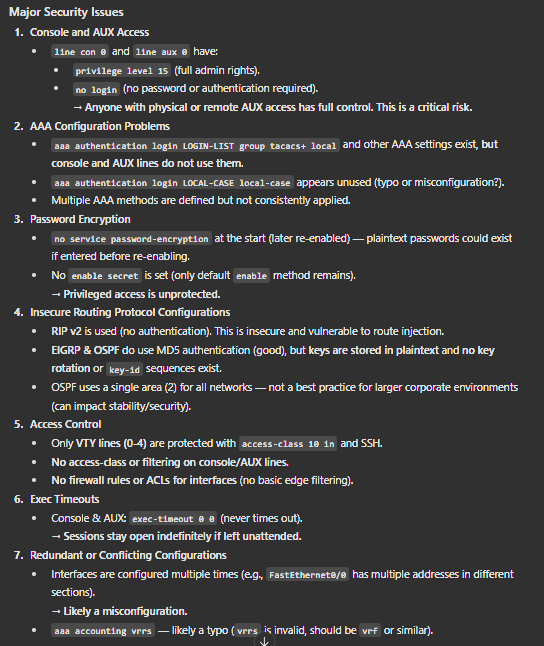 Major Security Issues
1. Console and AUX Access
• line con 0 and line aux 0 have:
• privilege level 15 (full admin rights).
• no login (no password or authentication required).
→ Anyone with physical or remote AUX access has full control. This is a critical risk.
2. AAA Configuration Problems
• aaa authentication login LOGIN-LIST group tacacs+ local and other AAA settings exist, but
console and AUX lines do not use them.
• aaa authentication login LOCAL-CASE local-case appears unused (typo or misconfiguration?).
• Multiple AAA methods are defined but not consistently applied.
3. Password Encryption
• no service password-encryption at the start (later re-enabled) — plaintext passwords could exist
if entered before re-enabling.
• No enable secret is set (only default enable method remains).
→ Privileged access is unprotected.
4. Insecure Routing Protocol Configurations
• RIP v2 is used (no authentication). This is insecure and vulnerable to route injection.
• EIGRP & OSPF do use MD5 authentication (good), but keys are stored in plaintext and no key
rotation or key-id sequences exist.
• OSPF uses a single area (2) for all networks — not a best practice for larger corporate environments
(can impact stability/security).
5. Access Control
• Only VTY lines (0-4) are protected with access-class 10 in and SSH.
• No access-class or filtering on console/AUX lines.
• No firewall rules or ACLs for interfaces (no basic edge filtering).
6. Exec Timeouts
• Console & AUX: exec-timeout 0 0 (never times out).
→ Sessions stay open indefinitely if left unattended.
7. Redundant or Conflicting Configurations
• Interfaces are configured multiple times (e.g., FastEthernet0/0 has multiple addresses in different
sections).
→ Likely a misconfiguration.
• aaa accounting vrrs — likely a typo (vrrs is invalid, should be vrf or similar).